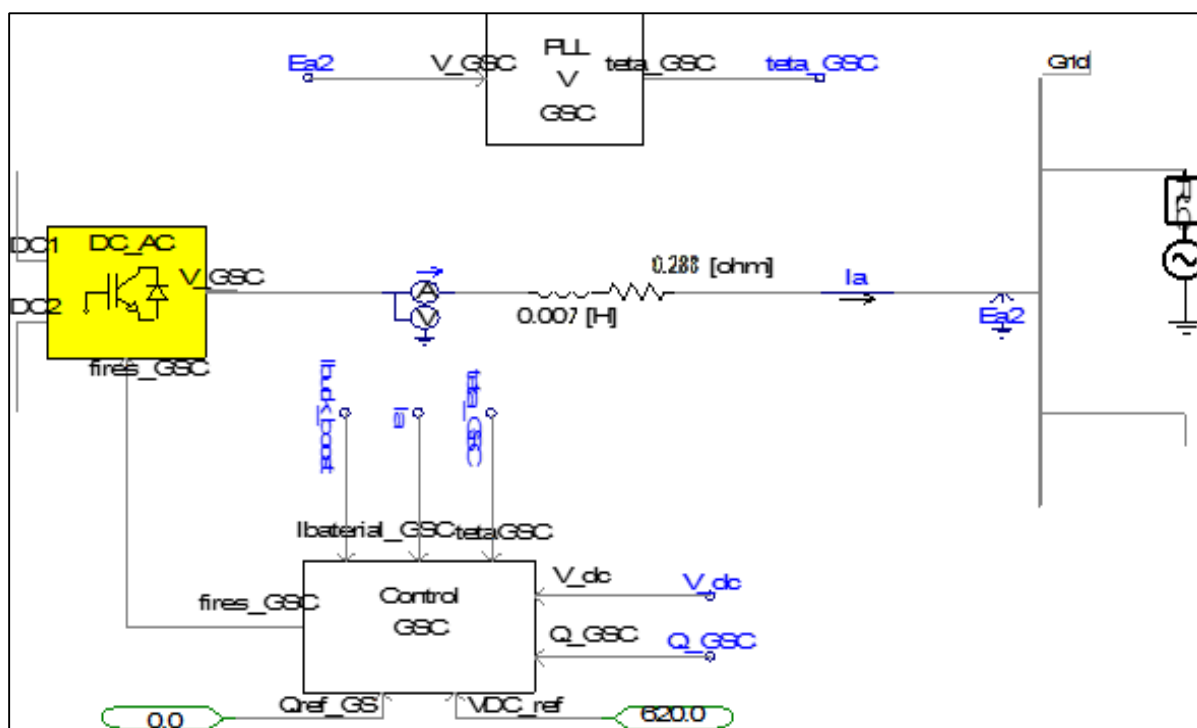 PLL
V
GSC
Ea2
V_GSC
teta_GSC
teta_GSC
Grid
DC1
DC2
DC_AC
V_GSC
fires_GSC
A
V
0.007 [H]
0.288 [ohm]
Ia
Ea2
Ibuck_boost
Ia
teta_GSC
IbateriaI_GSC
tetaGSC
fires_GSC
Control
GSC
V_dc
V_dc
Q_GSC
Q_GSC
Qref_GS
VDC_ref
0.0
620.0